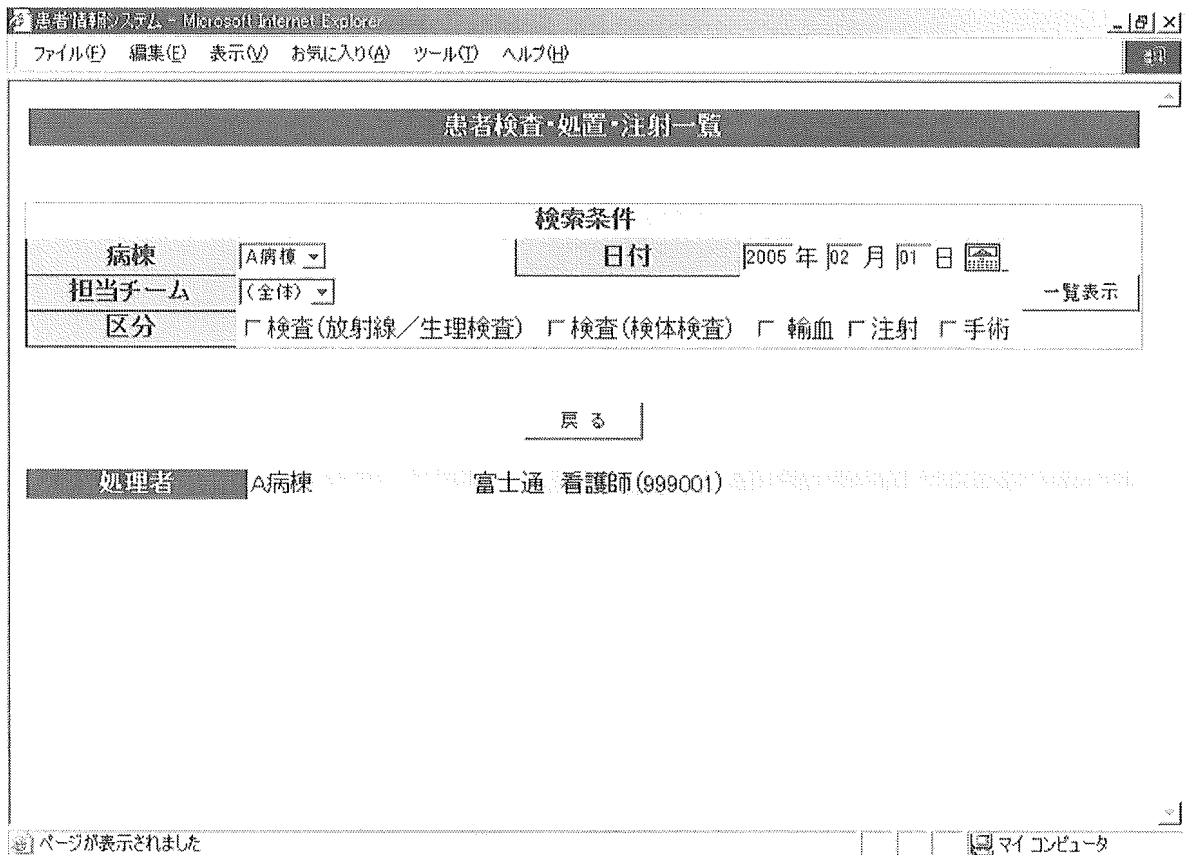 患者情報システム - Microsoft Internet Explorer
ファイル(F) 編集(E) 表示(V) お気に入り(A) ツール(T) ヘルプ(H)
患者検査・処置・注射一覧
検索条件
病棟 A病棟 日付 2005 年 02 月 01 日
担当チーム (全体) 一覧表示
区分 検査(放射線/生理検査) 検査(検体検査) 輸血 注射 手術
戻る
処理者 A病棟 富士通 看護師(999001)
ページが表示されました マイ コンピュータ